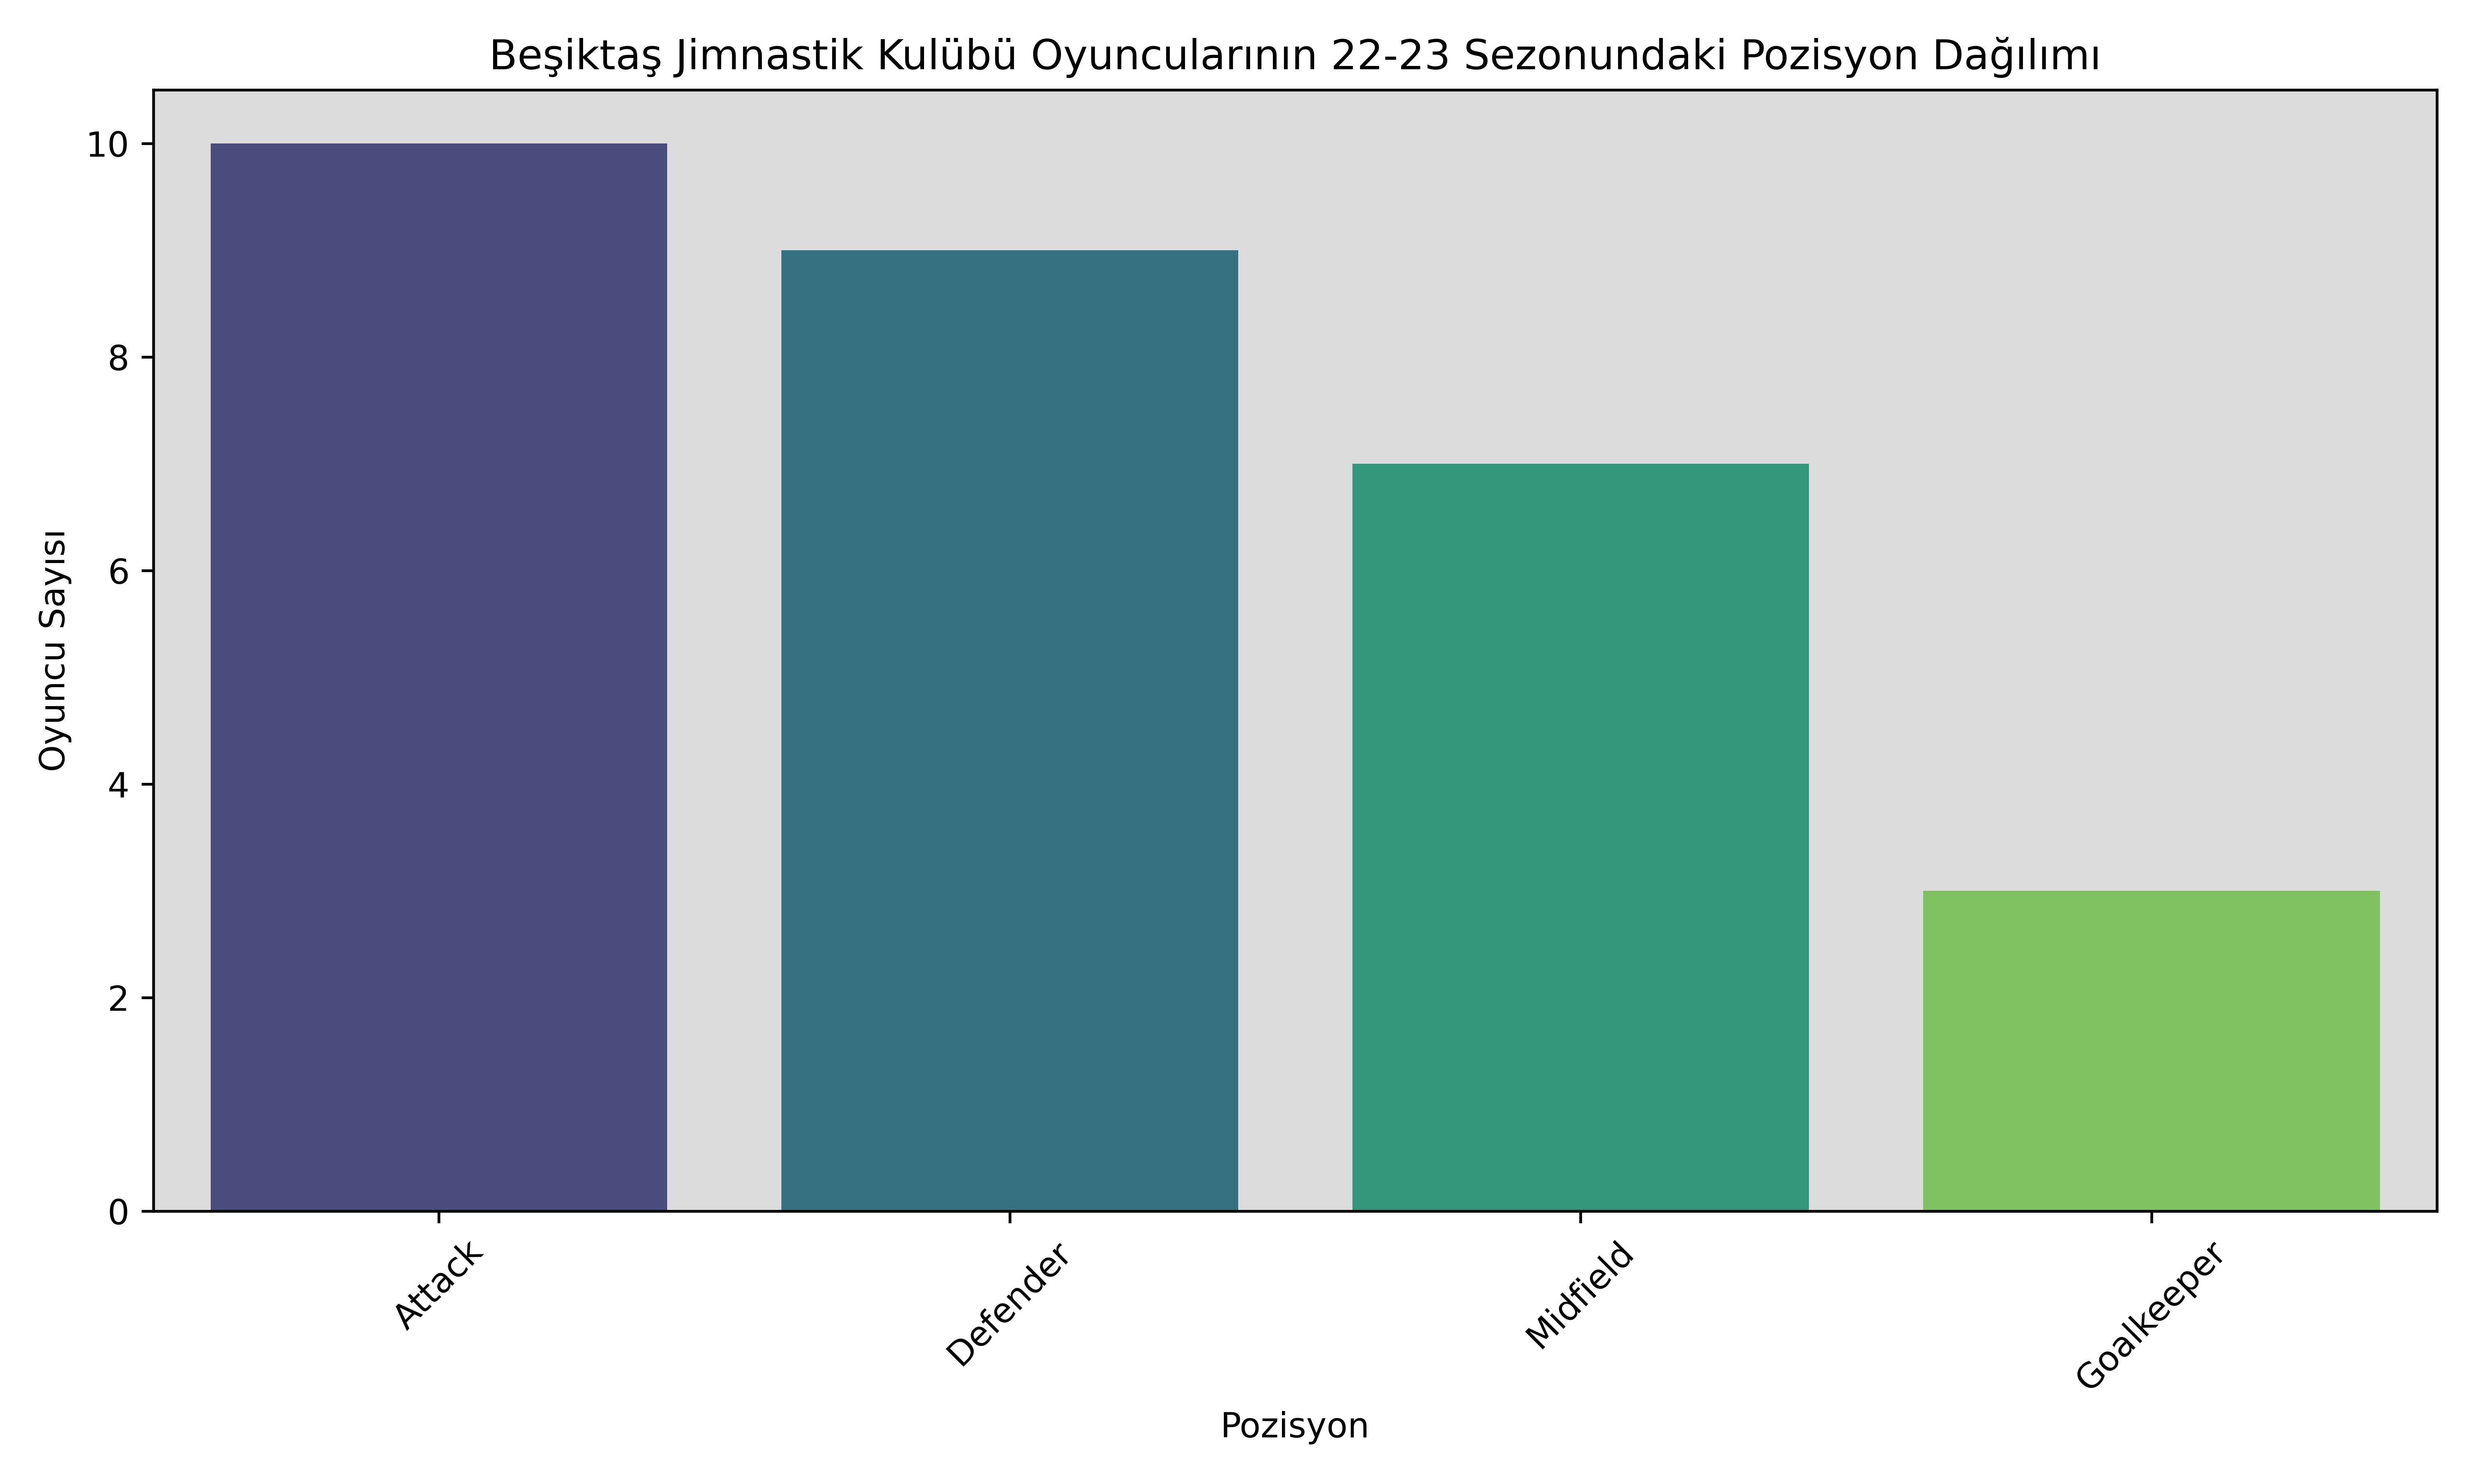 Beşiktaş Jimnastik Kulübü Oyuncularının 22-23 Sezonundaki Pozisyon Dağılımı
Oyuncu Sayısı
10
8
6
4
2
0
Attack
Defender
Midfield
Goalkeeper
Pozisyon